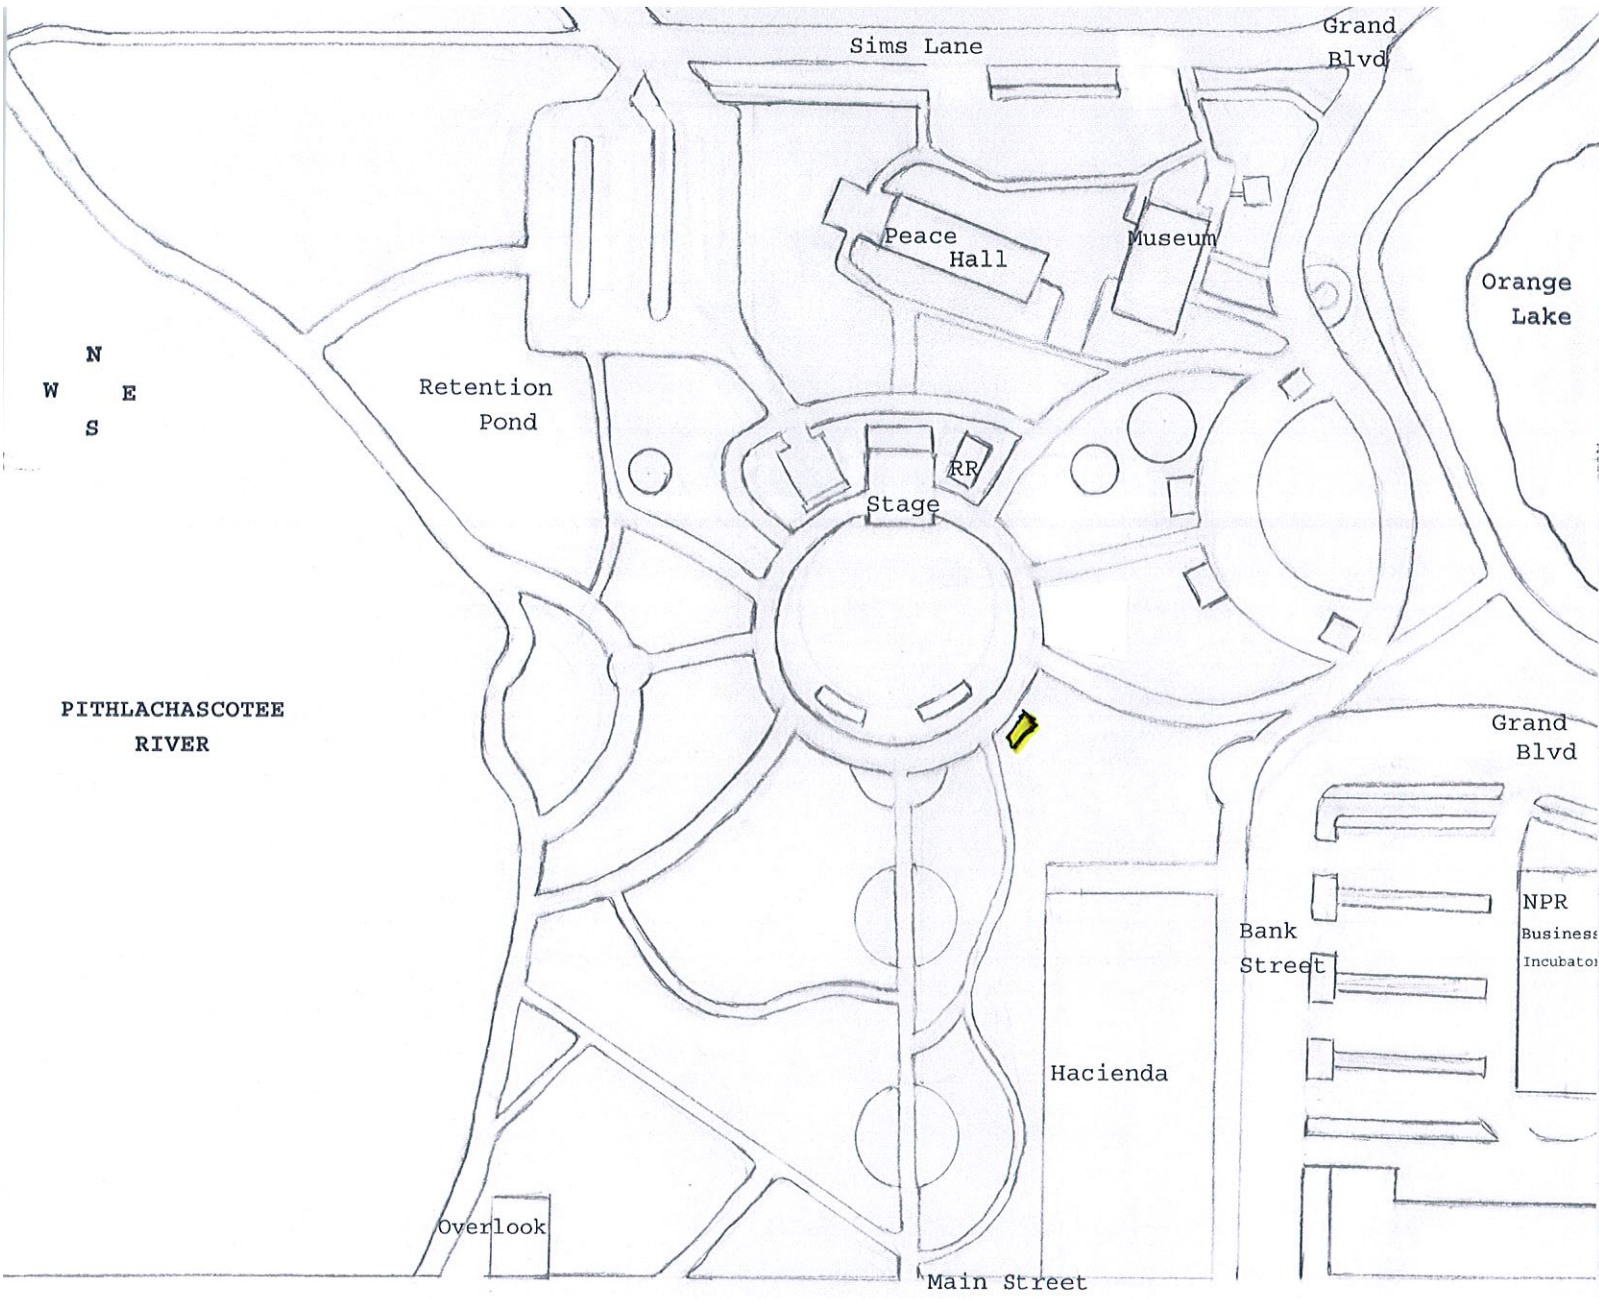 Sims Lane
Grand
Blvd
Peace
Hall
Museum
Orange
Lake
N
W E
S
Retention
Pond
RR
Stage
PITHLACHASCOTEE
RIVER
Grand
Blvd
NPR
Business
Incubator
Bank
Street
Hacienda
Overlook
Main Street